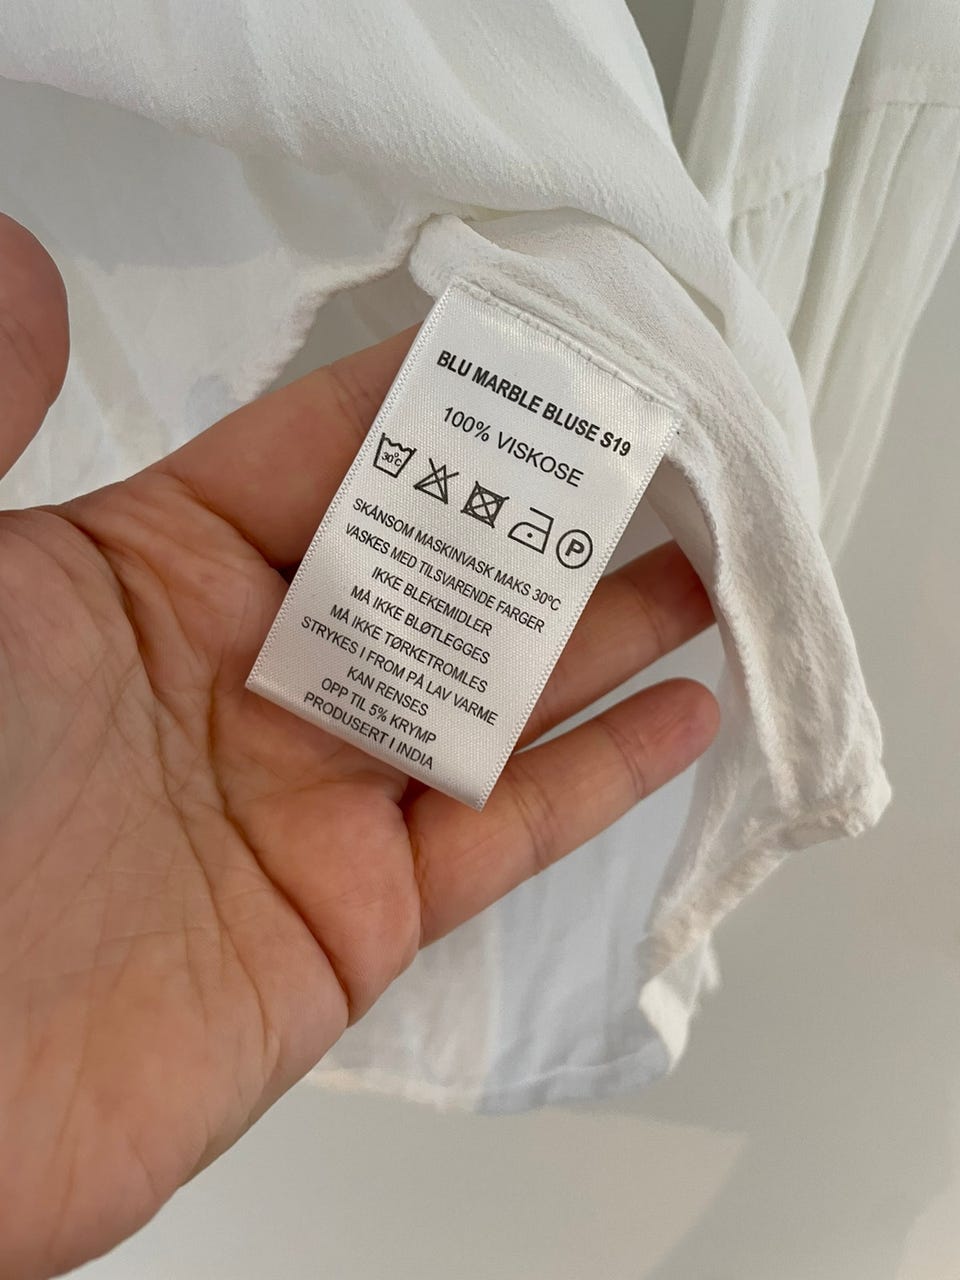 BLU MARBLE BLUSE S19
100% VISKOSE
30°C
P
SKÅNSOM MASKINVASK MAKS 30ºC
VASKES MED TILSVARENDE FARGER
IKKE BLEKEMIDLER
MÅ IKKE BLØTLEGGES
MÅ IKKE TØRKETROMLES
STRYKES I FROM PÅ LAV VARME
KAN RENSES
OPP TIL 5% KRYMP
PRODUSERT I INDIA